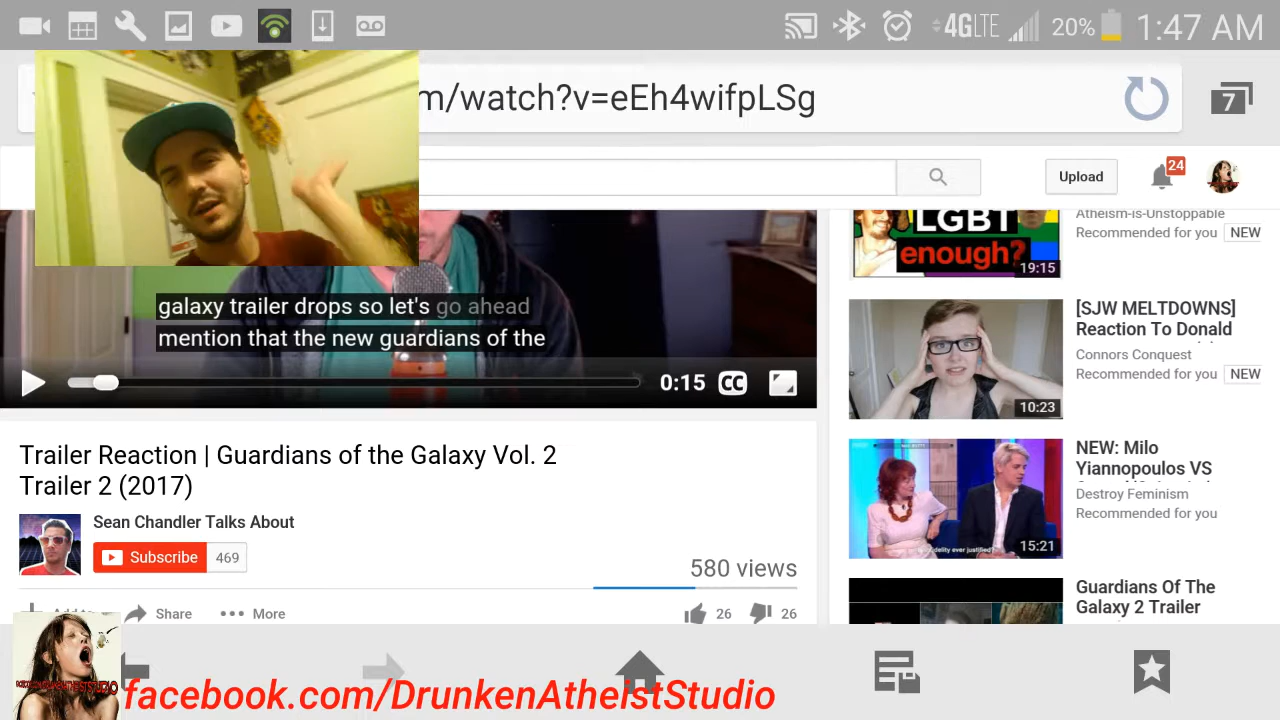 4G LTE 20% 1:47 AM
m/watch?v=eEh4wifpLSg
7
Upload
24
LGBT
enough?
19:15
Atheism-is-Unstoppable
Recommended for you NEW
galaxy trailer drops so let's go ahead
mention that the new guardians of the
0:15 CC
[SJW MELTDOWNS]
Reaction To Donald
Connors Conquest
Recommended for you NEW
10:23
Trailer Reaction | Guardians of the Galaxy Vol. 2
Trailer 2 (2017)
Sean Chandler Talks About
Subscribe 469
580 views
Share More 26 26
NEW: Milo
Yiannopoulos VS
Destroy Feminism
Recommended for you
15:21
Guardians Of The
Galaxy 2 Trailer
facebook.com/DrunkenAtheistStudio